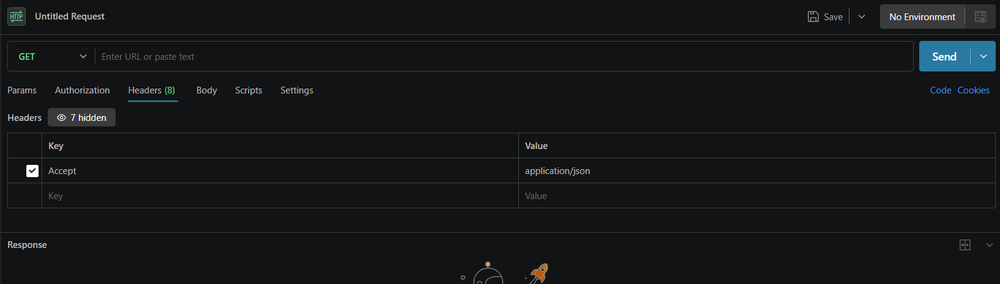 HTTP Untitled Request Save No Environment
GET Enter URL or paste text Send
Params Authorization Headers (8) Body Scripts Settings Code Cookies
Headers 7 hidden
Key Value
Accept application/json
Key Value
Response